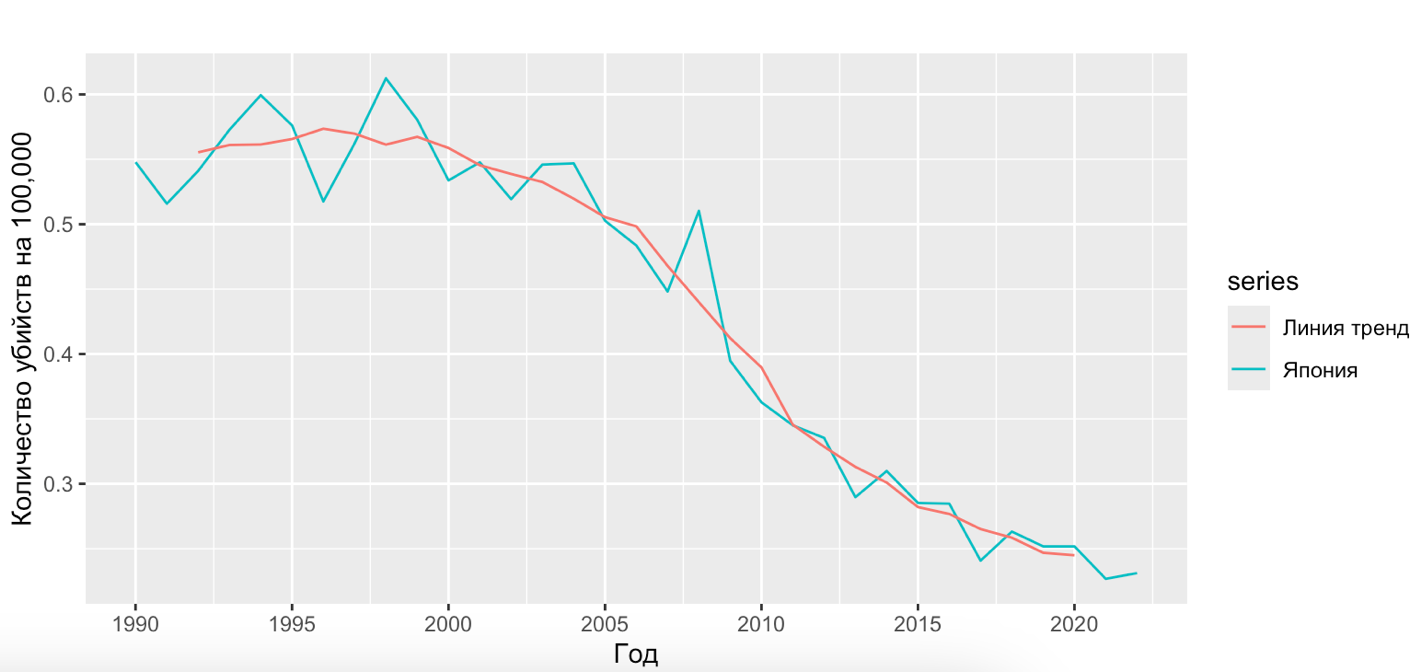 Количество убийств на 100,000
0.6
0.5
0.4
0.3
1990 1995 2000 2005 2010 2015 2020
Год
series
Линия тренд
Япония